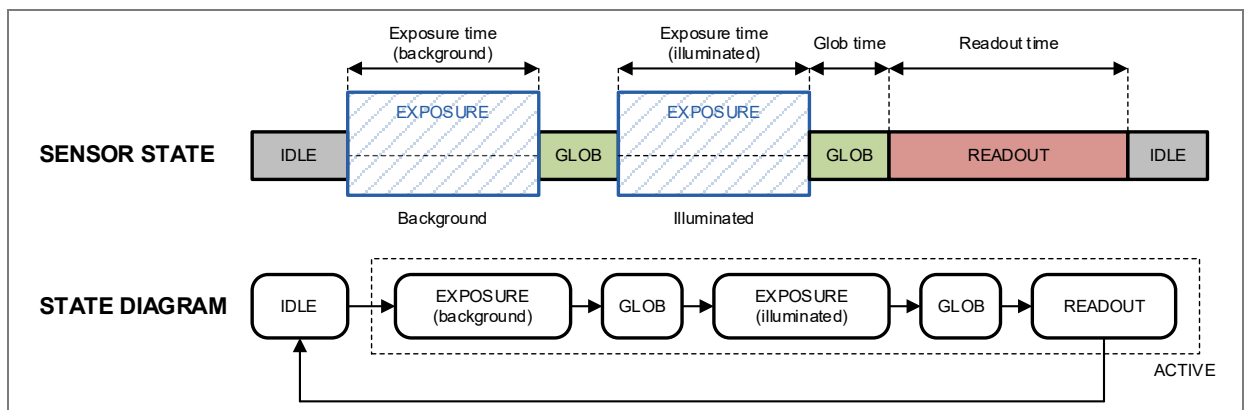 Exposure time
(background)
Exposure time
(illuminated)
Glob time
Readout time
EXPOSURE
EXPOSURE
SENSOR STATE
IDLE
GLOB
GLOB
READOUT
IDLE
Background
Illuminated
STATE DIAGRAM
IDLE
EXPOSURE
(background)
GLOB
EXPOSURE
(illuminated)
GLOB
READOUT
ACTIVE